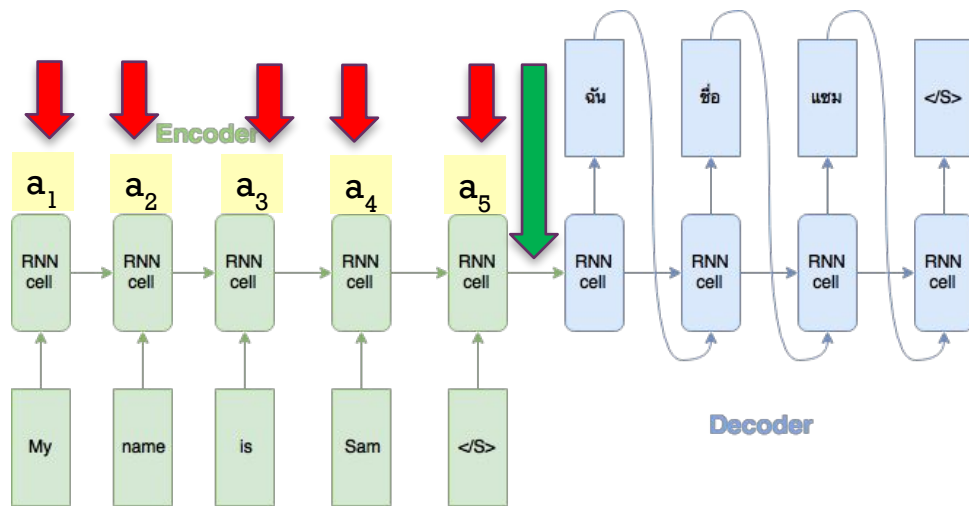 Encoder
a1 a2 a3 a4 a5
ฉัน ชื่อ แซม </S>
RNN cell RNN cell RNN cell RNN cell RNN cell RNN cell RNN cell RNN cell RNN cell
My name is Sam </S>
Decoder